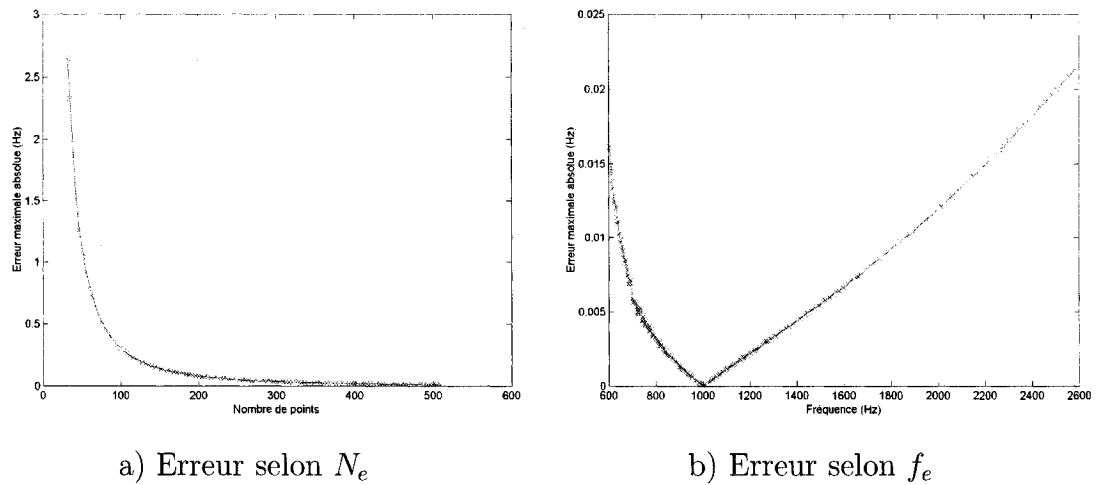 3
2.5
2
1.5
1
0.5
0
0 100 200 300 400 500 600
Erreur maximale absolue (Hz)
Nombre de points
a) Erreur selon N_e
0.025
0.02
0.015
0.01
0.005
0
600 800 1000 1200 1400 1600 1800 2000 2200 2400 2600
Erreur maximale absolue (Hz)
Fréquence (Hz)
b) Erreur selon f_e